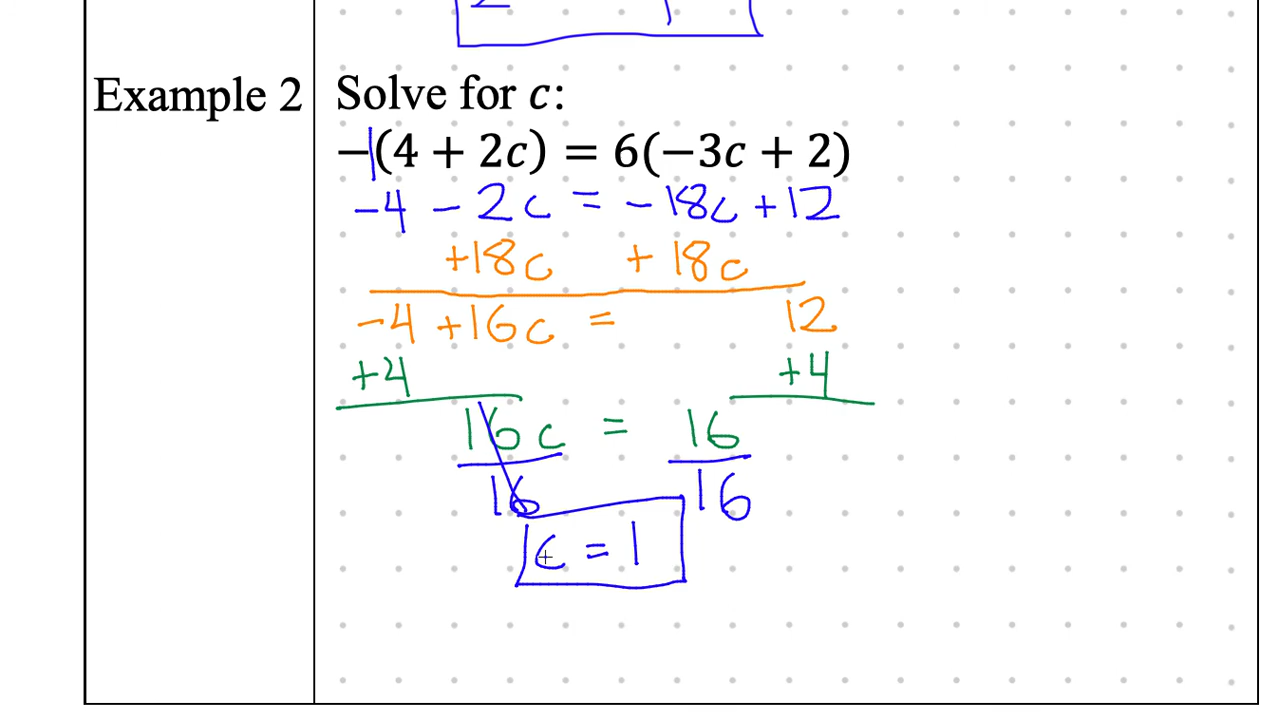 Example 2
Solve for c:
−1(4 + 2c) = 6(−3c + 2)
-4 - 2c = -18c +12
+18c + 18c
-4 +16c = 12
+4 +4
16c = 16
16 16
c = 1